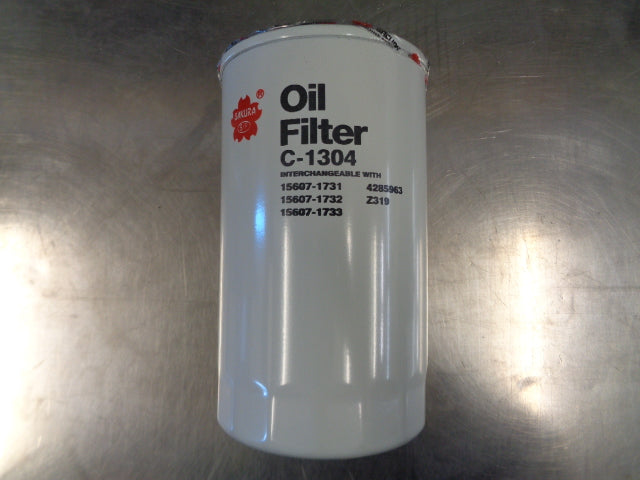 SAKURA
®
Oil
Filter
C-1304
INTERCHANGEABLE WITH
15607-1731 4285963
15607-1732 Z319
15607-1733